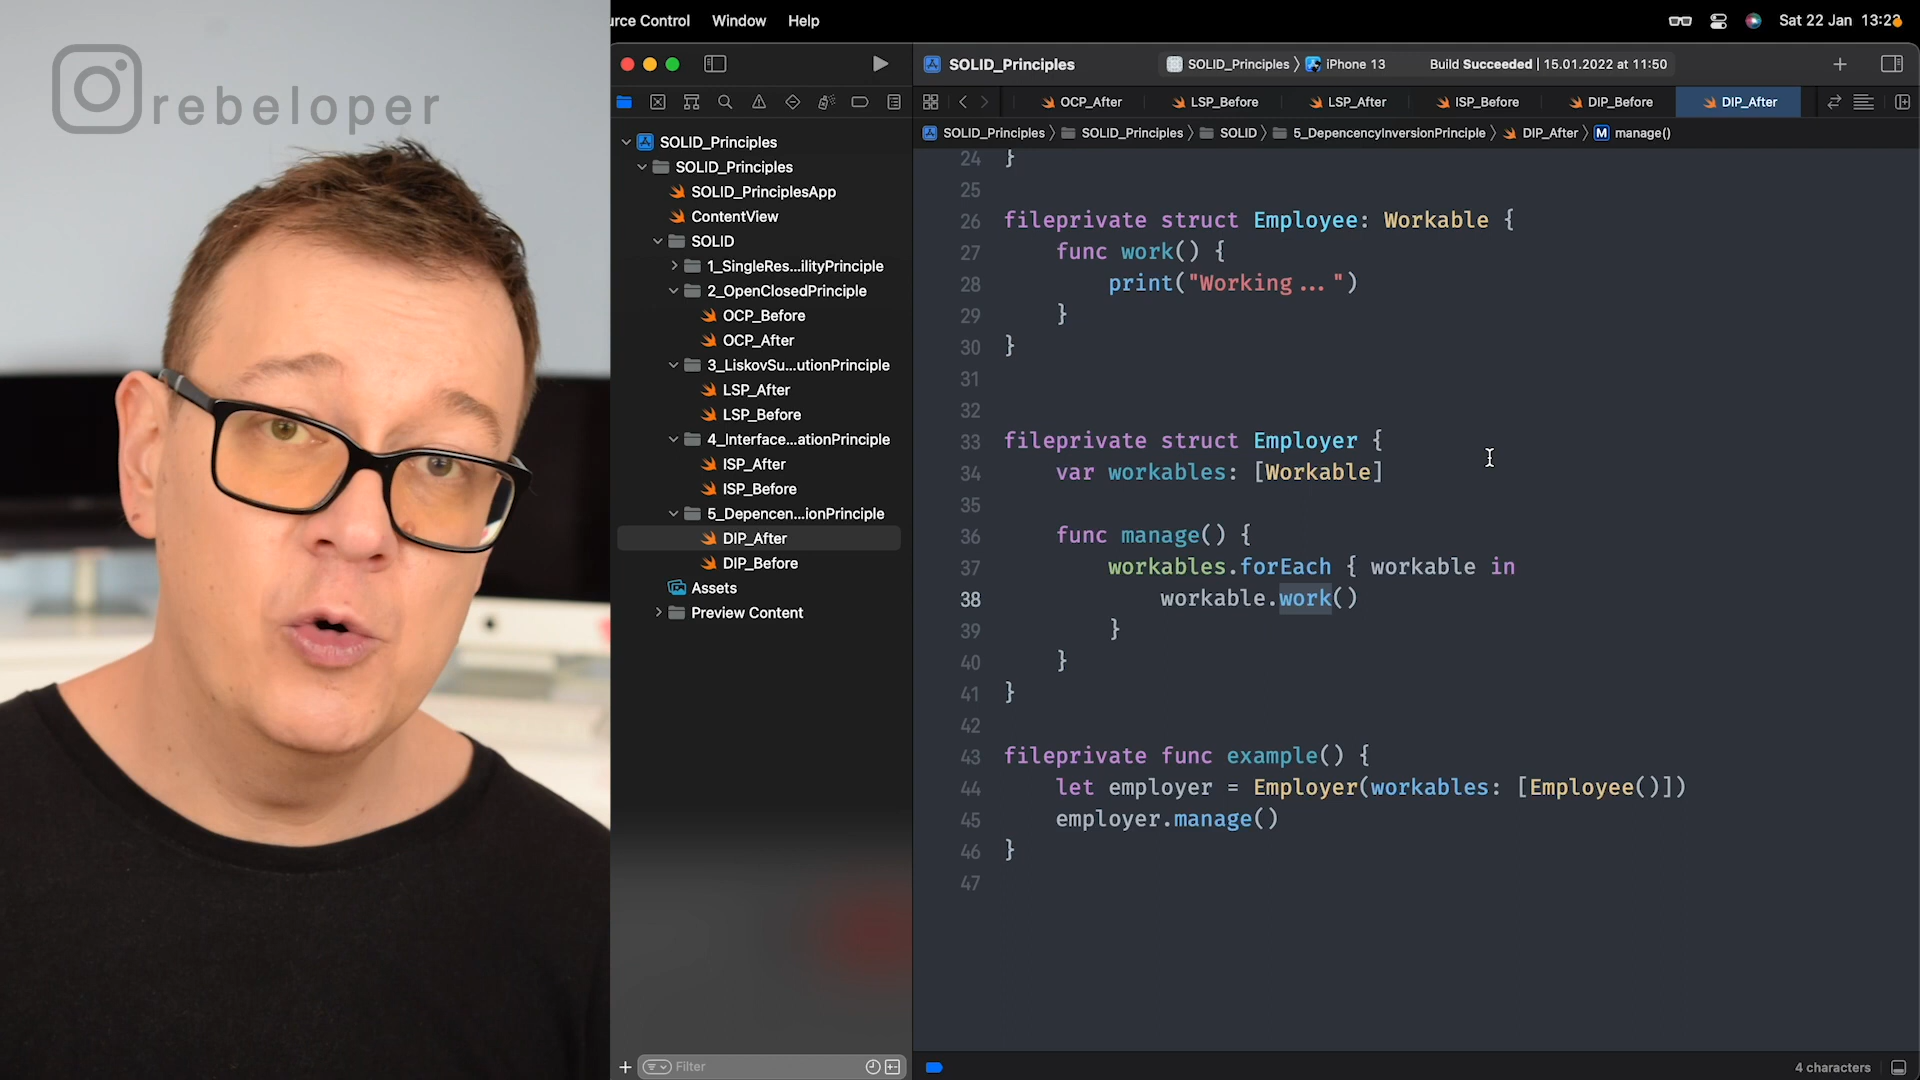 rebeloper
urce Control Window Help
Sat 22 Jan 13:23
SOLID_Principles
SOLID_Principles 〉 iPhone 13
Build Succeeded | 15.01.2022 at 11:50
OCP_After LSP_Before LSP_After ISP_Before DIP_Before DIP_After
SOLID_Principles 〉 SOLID_Principles 〉 SOLID 〉 5_DepencencyInversionPrinciple 〉 DIP_After 〉 M manage()
SOLID_Principles
SOLID_Principles
SOLID_PrinciplesApp
ContentView
SOLID
1_SingleRes...ilityPrinciple
2_OpenClosedPrinciple
OCP_Before
OCP_After
3_LiskovSu...utionPrinciple
LSP_After
LSP_Before
4_Interface...ationPrinciple
ISP_After
ISP_Before
5_Depencen...ionPrinciple
DIP_After
DIP_Before
Assets
Preview Content
Filter
24 }
25
26 fileprivate struct Employee: Workable {
27 func work() {
28 print("Working...")
29 }
30 }
31
32
33 fileprivate struct Employer {
34 var workables: [Workable]
35
36 func manage() {
37 workables.forEach { workable in
38 workable.work()
39 }
40 }
41 }
42
43 fileprivate func example() {
44 let employer = Employer(workables: [Employee()])
45 employer.manage()
46 }
47
4 characters